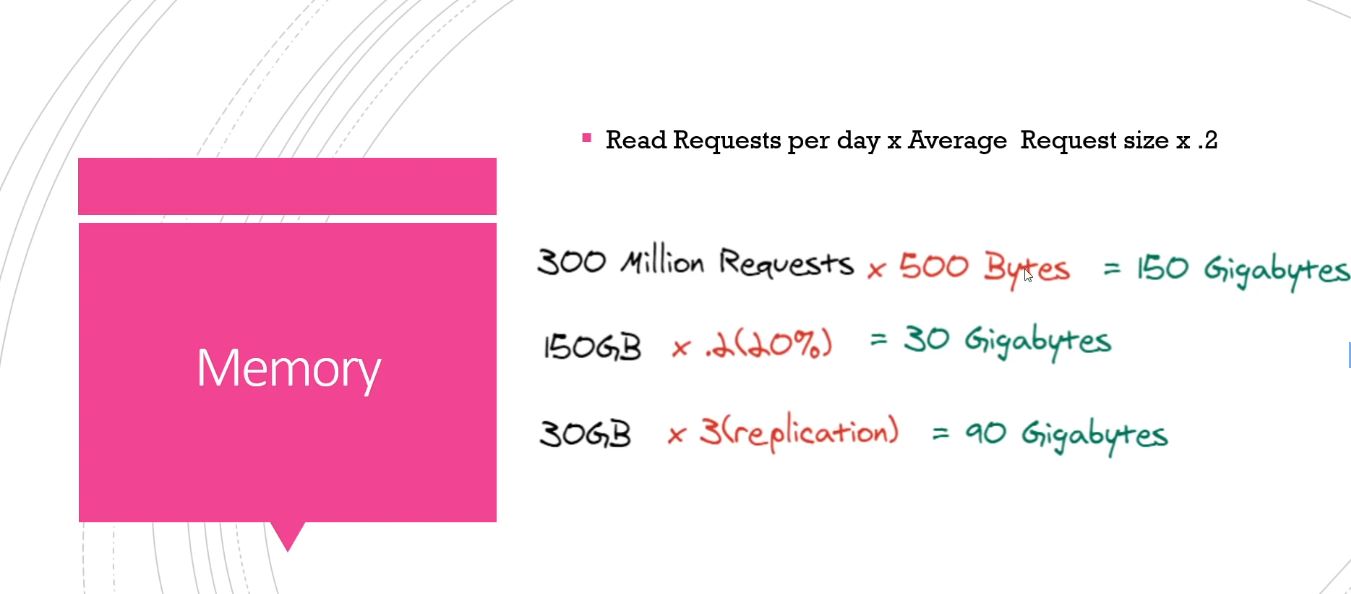 Read Requests per day x Average Request size x .2
Memory
300 Million Requests x 500 Bytes = 150 Gigabytes
150GB x .2(20%) = 30 Gigabytes
30GB x 3(replication) = 90 Gigabytes